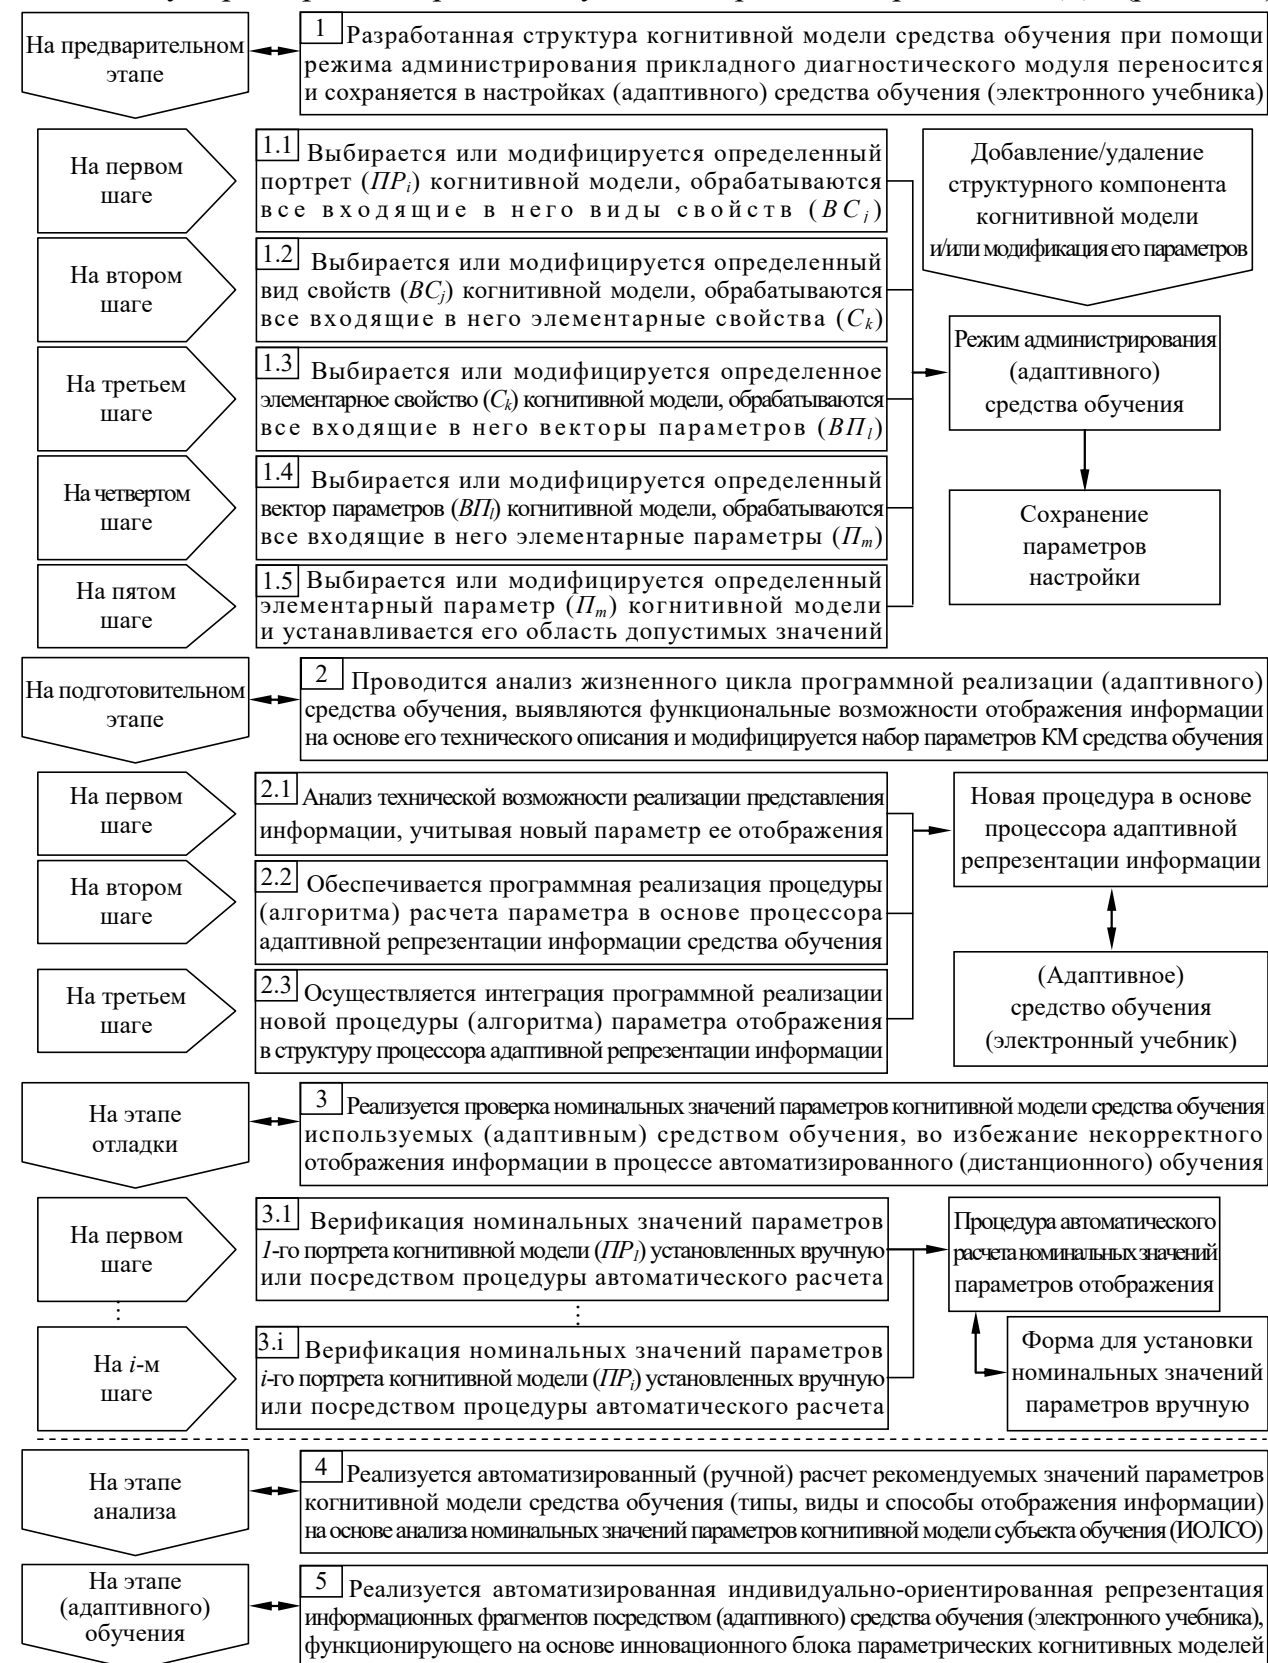 На предварительном
этапе
1 Разработанная структура когнитивной модели средства обучения при помощи
режима администрирования прикладного диагностического модуля переносится
и сохраняется в настройках (адаптивного) средства обучения (электронного учебника)
На первом
шаге
1.1 Выбирается или модифицируется определенный
портрет (ПРi) когнитивной модели, обрабатываются
все входящие в него виды свойств (ВСj)
Добавление/удаление
структурного компонента
когнитивной модели
и/или модификация его параметров
На втором
шаге
1.2 Выбирается или модифицируется определенный
вид свойств (ВСj) когнитивной модели, обрабатываются
все входящие в него элементарные свойства (Сk)
На третьем
шаге
1.3 Выбирается или модифицируется определенное
элементарное свойство (Сk) когнитивной модели, обрабатываются
все входящие в него векторы параметров (ВПl)
Режим администрирования
(адаптивного)
средства обучения
На четвертом
шаге
1.4 Выбирается или модифицируется определенный
вектор параметров (ВПl) когнитивной модели, обрабатываются
все входящие в него элементарные параметры (Пm)
Сохранение
параметров
настройки
На пятом
шаге
1.5 Выбирается или модифицируется определенный
элементарный параметр (Пm) когнитивной модели
и устанавливается его область допустимых значений
На подготовительном
этапе
2 Проводится анализ жизненного цикла программной реализации (адаптивного)
средства обучения, выявляются функциональные возможности отображения информации
на основе его технического описания и модифицируется набор параметров КМ средства обучения
На первом
шаге
2.1 Анализ технической возможности реализации представления
информации, учитывая новый параметр ее отображения
Новая процедура в основе
процессора адаптивной
репрезентации информации
На втором
шаге
2.2 Обеспечивается программная реализация процедуры
(алгоритма) расчета параметра в основе процессора
адаптивной репрезентации информации средства обучения
На третьем
шаге
2.3 Осуществляется интеграция программной реализации
новой процедуры (алгоритма) параметра отображения
в структуру процессора адаптивной репрезентации информации
(Адаптивное)
средство обучения
(электронный учебник)
На этапе
отладки
3 Реализуется проверка номинальных значений параметров когнитивной модели средства обучения
используемых (адаптивным) средством обучения, во избежание некорректного
отображения информации в процессе автоматизированного (дистанционного) обучения
На первом
шаге
3.1 Верификация номинальных значений параметров
1-го портрета когнитивной модели (ПР1) установленных вручную
или посредством процедуры автоматического расчета
Процедура автоматического
расчета номинальных значений
параметров отображения
⋮
⋮
На i-м
шаге
3.i Верификация номинальных значений параметров
i-го портрета когнитивной модели (ПРi) установленных вручную
или посредством процедуры автоматического расчета
Форма для установки
номинальных значений
параметров вручную
На этапе
анализа
4 Реализуется автоматизированный (ручной) расчет рекомендуемых значений параметров
когнитивной модели средства обучения (типы, виды и способы отображения информации)
на основе анализа номинальных значений параметров когнитивной модели субъекта обучения (ИОЛСО)
На этапе
(адаптивного)
обучения
5 Реализуется автоматизированная индивидуально-ориентированная репрезентация
информационных фрагментов посредством (адаптивного) средства обучения (электронного учебника),
функционирующего на основе инновационного блока параметрических когнитивных моделей